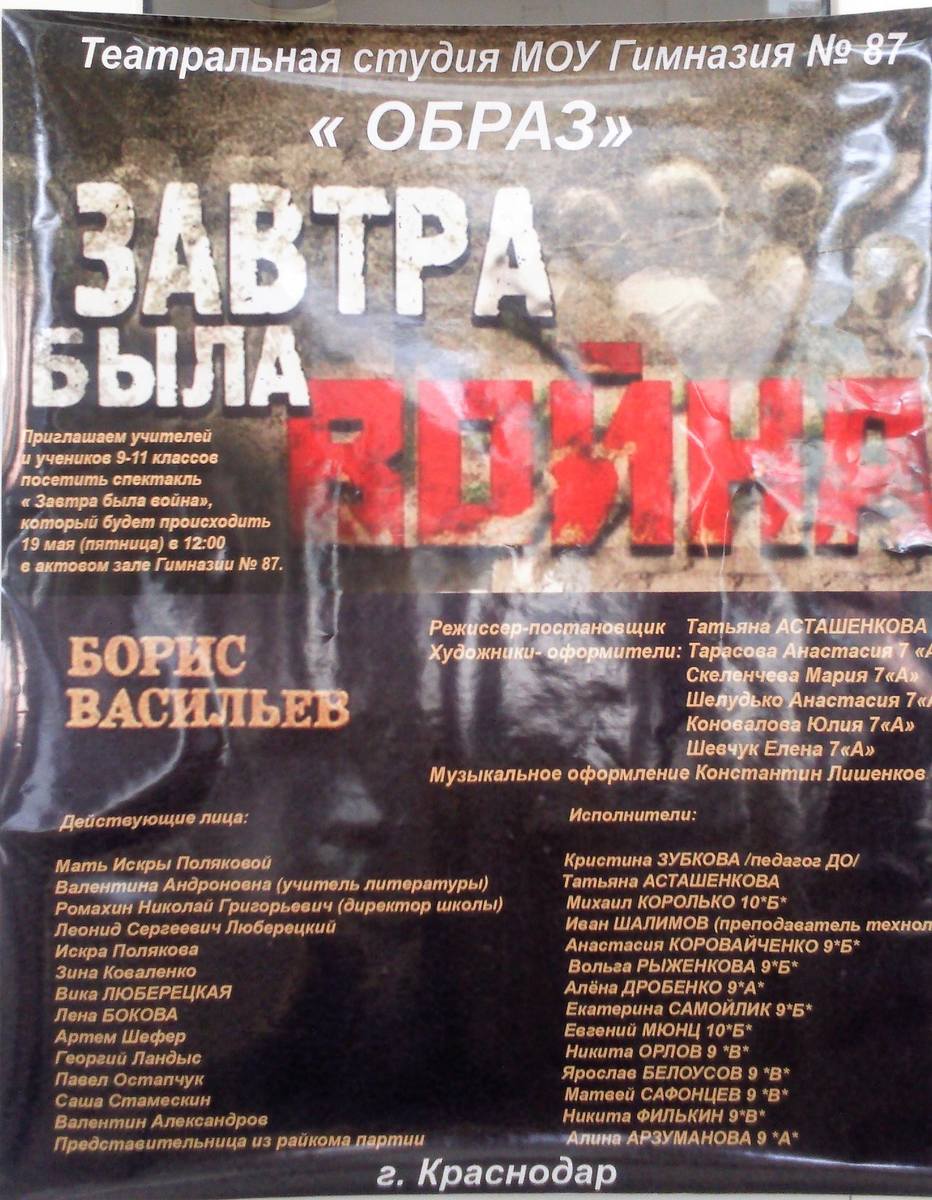 Театральная студия МОУ Гимназия № 87
« ОБРАЗ»
ЗАВТРА
БЫЛА
ВОЙНА
Приглашаем учителей
и учеников 9-11 классов
посетить спектакль
« Завтра была война»,
который будет происходить
19 мая (пятница) в 12:00
в актовом зале Гимназии № 87.
БОРИС
ВАСИЛЬЕВ
Режиссер-постановщик Татьяна АСТАШЕНКОВА
Художники- оформители: Тарасова Анастасия 7 «А
Скеленчева Мария 7«А»
Шелудько Анастасия 7«А
Коновалова Юлия 7«А»
Шевчук Елена 7«А»
Музыкальное оформление Константин Лишенков
Действующие лица: Исполнители:
Мать Искры Поляковой Кристина ЗУБКОВА /педагог ДО/
Валентина Андроновна (учитель литературы) Татьяна АСТАШЕНКОВА
Ромахин Николай Григорьевич (директор школы) Михаил КОРОЛЬКО 10*Б*
Леонид Сергеевич Люберецкий Иван ШАЛИМОВ (преподаватель технол
Искра Полякова Анастасия КОРОВАЙЧЕНКО 9*Б*
Зина Коваленко Вольга РЫЖЕНКОВА 9*Б*
Вика ЛЮБЕРЕЦКАЯ Алёна ДРОБЕНКО 9*А*
Лена БОКОВА Екатерина САМОЙЛИК 9*Б*
Артем Шефер Евгений МЮНЦ 10*Б*
Георгий Ландыс Никита ОРЛОВ 9 *В*
Павел Остапчук Ярослав БЕЛОУСОВ 9 *В*
Саша Стамескин Матвей САФОНЦЕВ 9 *В*
Валентин Александров Никита ФИЛЬКИН 9*В*
Представительница из райкома партии Алина АРЗУМАНОВА 9 *А*
г. Краснодар